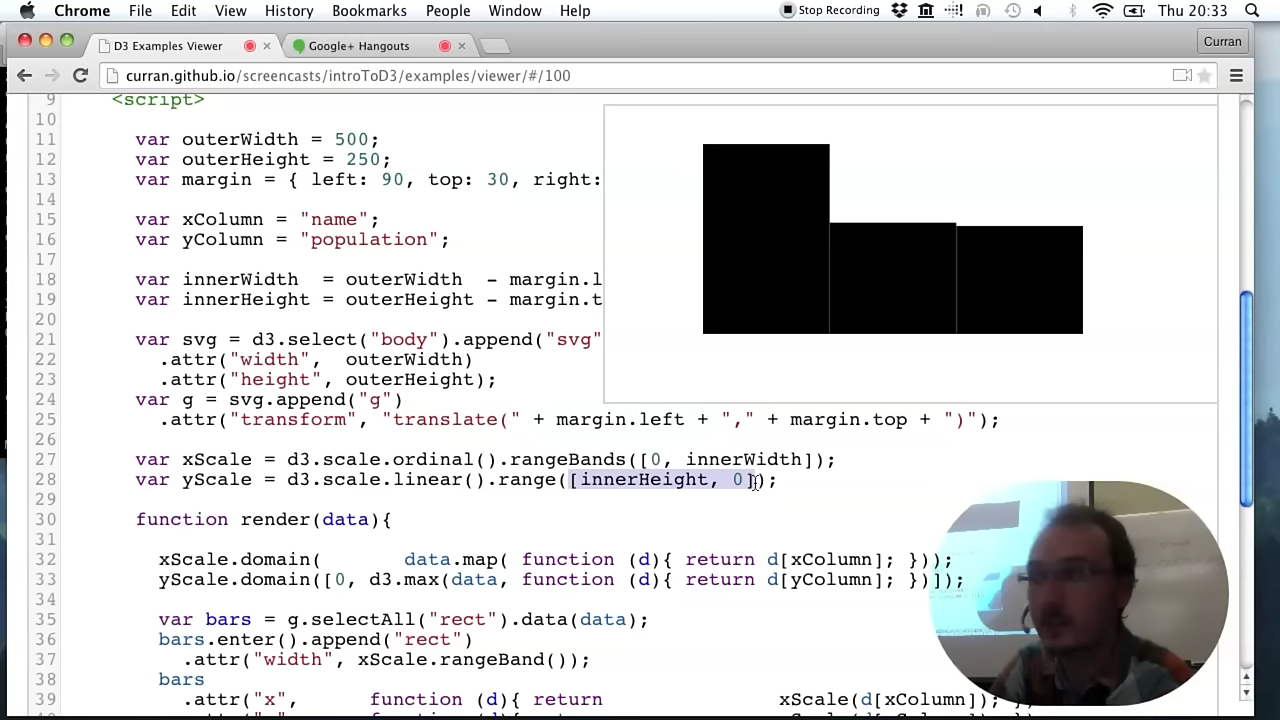 Chrome File Edit View History Bookmarks People Window Help Stop Recording Thu 20:33
D3 Examples Viewer Google+ Hangouts Curran
curran.github.io/screencasts/introToD3/examples/viewer/#/100
9 <script>
10
11 var outerWidth = 500;
12 var outerHeight = 250;
13 var margin = { left: 90, top: 30, right:
14
15 var xColumn = "name";
16 var yColumn = "population";
17
18 var innerWidth = outerWidth - margin.l
19 var innerHeight = outerHeight - margin.t
20
21 var svg = d3.select("body").append("svg"
22 .attr("width", outerWidth)
23 .attr("height", outerHeight);
24 var g = svg.append("g")
25 .attr("transform", "translate(" + margin.left + "," + margin.top + ")");
26
27 var xScale = d3.scale.ordinal().rangeBands([0, innerWidth]);
28 var yScale = d3.scale.linear().range([innerHeight, 0]);
29
30 function render(data){
31
32 xScale.domain( data.map( function (d){ return d[xColumn]; }));
33 yScale.domain([0, d3.max(data, function (d){ return d[yColumn]; })]);
34
35 var bars = g.selectAll("rect").data(data);
36 bars.enter().append("rect")
37 .attr("width", xScale.rangeBand());
38 bars
39 .attr("x", function (d){ return xScale(d[xColumn]); })